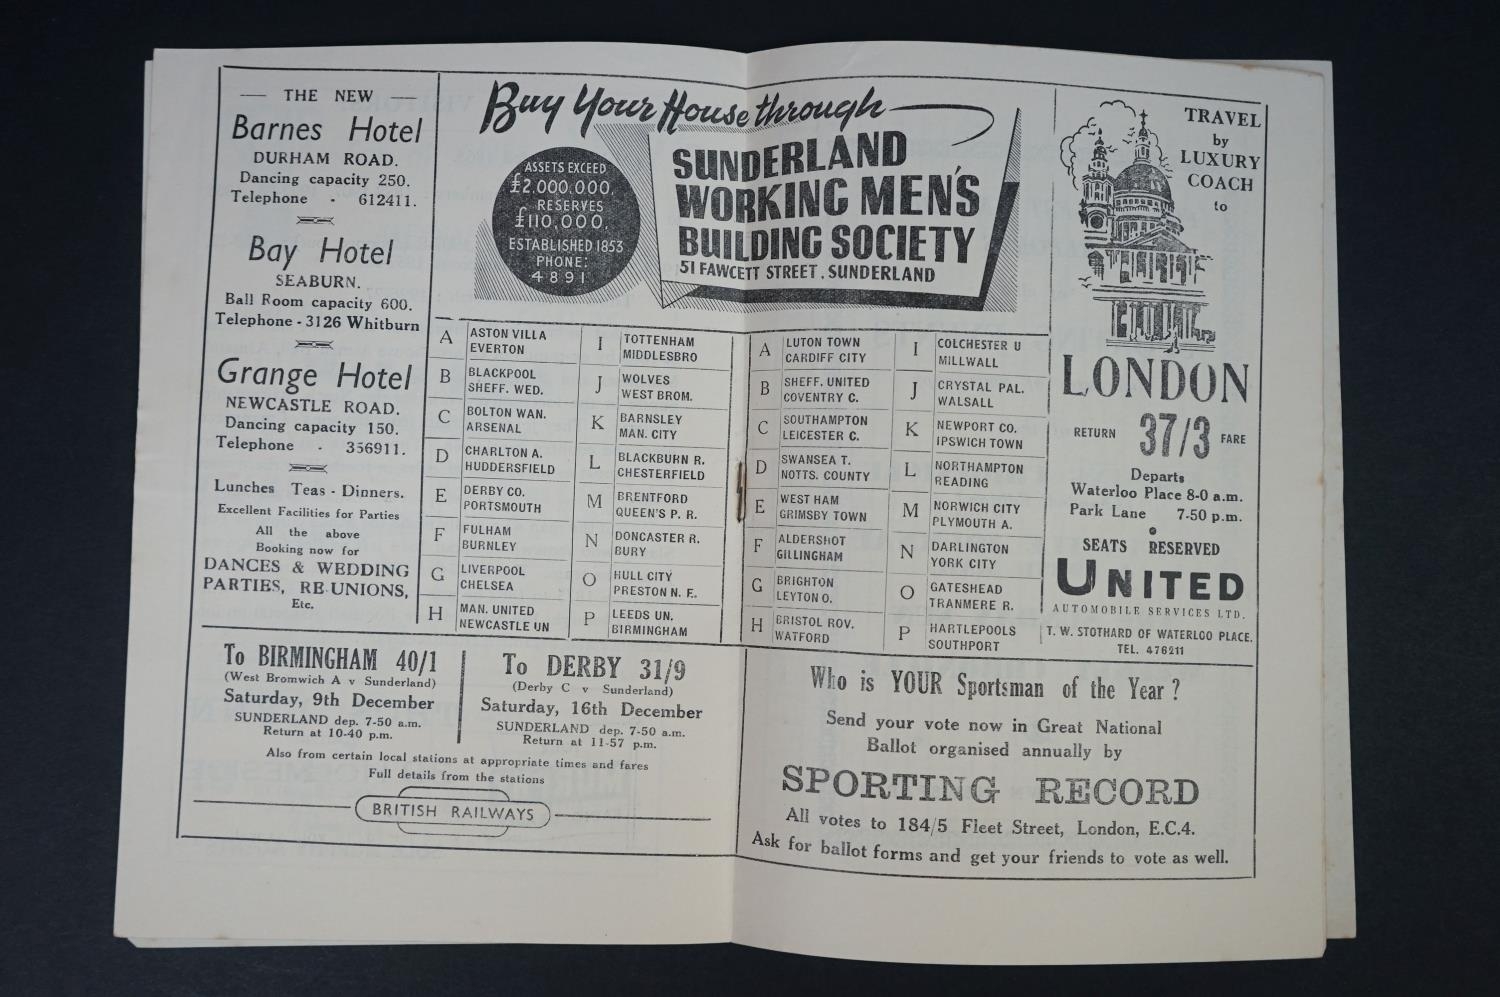 THE NEW
Barnes Hotel
DURHAM ROAD.
Dancing capacity 250.
Telephone - 612411.
Bay Hotel
SEABURN.
Ball Room capacity 600.
Telephone - 3126 Whitburn
Grange Hotel
NEWCASTLE ROAD.
Dancing capacity 150.
Telephone . 356911.
Lunches Teas - Dinners.
Excellent Facilities for Parties
All the above
Booking now for
DANCES & WEDDING
PARTIES, RE-UNIONS,
Etc.
Buy Your House through
SUNDERLAND
WORKING MEN'S
BUILDING SOCIETY
51 FAWCETT STREET, SUNDERLAND
ASSETS EXCEED
£2,000,000,
RESERVES
£110,000,
ESTABLISHED 1853
PHONE:
4891
A ASTON VILLA
EVERTON
B BLACKPOOL
SHEFF. WED.
C BOLTON WAN.
ARSENAL
D CHARLTON A.
HUDDERSFIELD
E DERBY CO.
PORTSMOUTH
F FULHAM
BURNLEY
G LIVERPOOL
CHELSEA
H MAN. UNITED
NEWCASTLE UN
I TOTTENHAM
MIDDLESBRO
J WOLVES
WEST BROM.
K BARNSLEY
MAN. CITY
L BLACKBURN R.
CHESTERFIELD
M BRENTFORD
QUEEN'S P. R.
N DONCASTER R.
BURY
O HULL CITY
PRESTON N. E.
P LEEDS UN.
BIRMINGHAM
A LUTON TOWN
CARDIFF CITY
B SHEFF. UNITED
COVENTRY C.
C SOUTHAMPTON
LEICESTER C.
D SWANSEA T.
NOTTS. COUNTY
E WEST HAM
GRIMSBY TOWN
F ALDERSHOT
GILLINGHAM
G BRIGHTON
LEYTON O.
H BRISTOL ROV.
WATFORD
I COLCHESTER U
MILLWALL
J CRYSTAL PAL.
WALSALL
K NEWPORT CO.
IPSWICH TOWN
L NORTHAMPTON
READING
M NORWICH CITY
PLYMOUTH A.
N DARLINGTON
YORK CITY
O GATESHEAD
TRANMERE R.
P HARTLEPOOLS
SOUTHPORT
TRAVEL
by
LUXURY
COACH
to
LONDON
RETURN 37/3 FARE
Departs
Waterloo Place 8-0 a.m.
Park Lane 7-50 p.m.
SEATS RESERVED
UNITED
AUTOMOBILE SERVICES LTD.
T. W. STOTHARD OF WATERLOO PLACE.
TEL. 476211
To BIRMINGHAM 40/1
(West Bromwich A v Sunderland)
Saturday, 9th December
SUNDERLAND dep. 7-50 a.m.
Return at 10-40 p.m.
To DERBY 31/9
(Derby C v Sunderland)
Saturday, 16th December
SUNDERLAND dep. 7-50 a.m.
Return at 11-57 p.m.
Also from certain local stations at appropriate times and fares
Full details from the stations
BRITISH RAILWAYS
Who is YOUR Sportsman of the Year?
Send your vote now in Great National
Ballot organised annually by
SPORTING RECORD
All votes to 184/5 Fleet Street, London, E.C.4.
Ask for ballot forms and get your friends to vote as well.